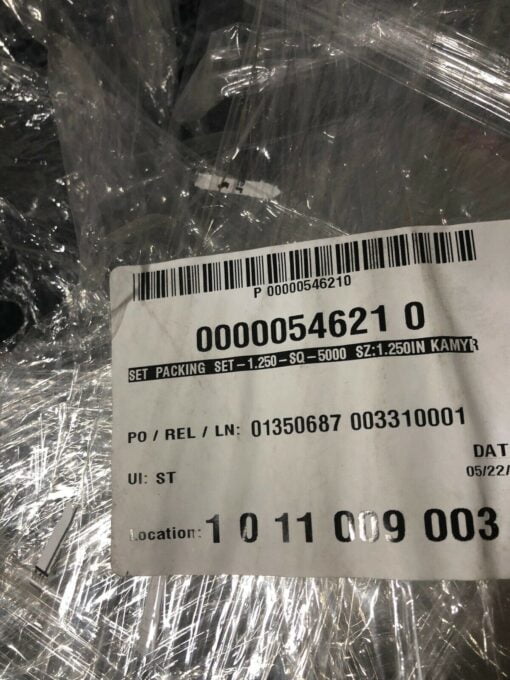 P 00000546210
0000054621 0
SET PACKING SET-1.250-SQ-5000 SZ:1.250IN KAMYR
PO / REL / LN: 01350687 003310001
DAT
UI: ST
05/22/
Location: 1 0 11 009 003